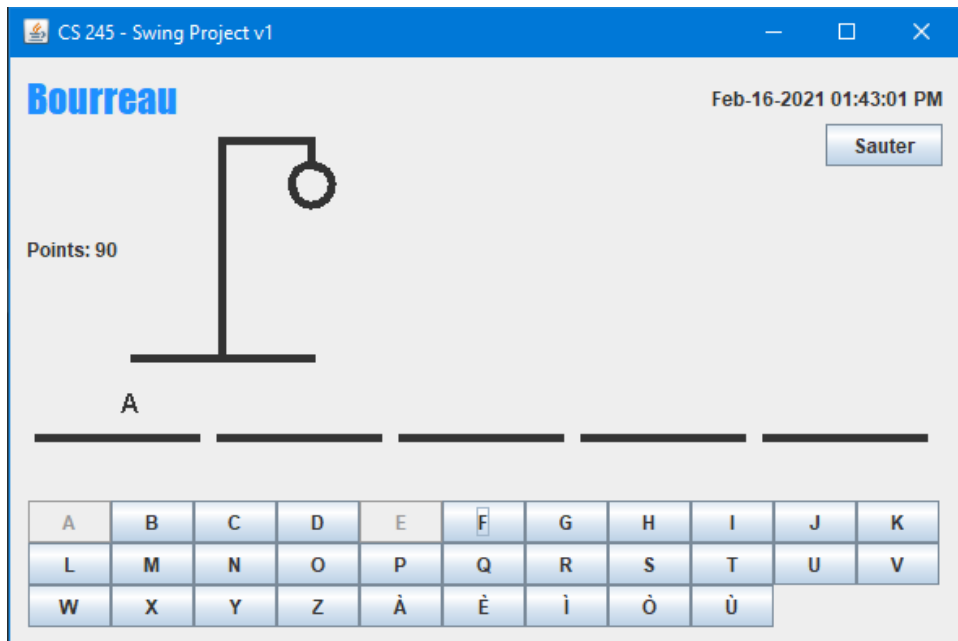 CS 245 - Swing Project v1
Bourreau
Feb-16-2021 01:43:01 PM
Sauter
Points: 90
A
A B C D E F G H I J K
L M N O P Q R S T U V
W X Y Z À È Ì Ò Ù